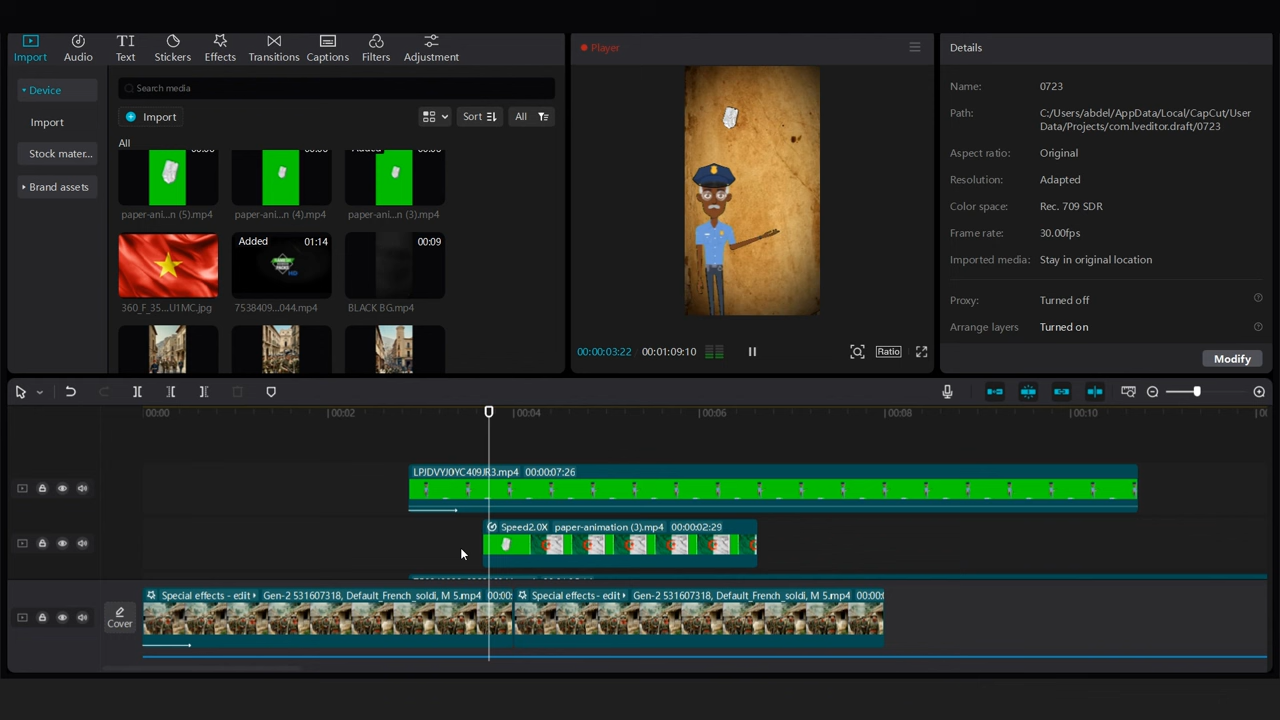 Import Audio Text Stickers Effects Transitions Captions Filters Adjustment
Device
Import
Stock mater...
Brand assets
Search media
Import
Sort
All
All
Added
paper-ani...n (5).mp4
paper-ani...n (4).mp4
paper-ani...n (3).mp4
Added 01:14
00:09
360_F_35...U1MC.jpg
7538409...044.mp4
BLACK BG.mp4
Player
00:00:03:22 00:01:09:10
Ratio
Details
Name: 0723
Path: C:/Users/abdel/AppData/Local/CapCut/User
Data/Projects/com.lveditor.draft/0723
Aspect ratio: Original
Resolution: Adapted
Color space: Rec. 709 SDR
Frame rate: 30.00fps
Imported media: Stay in original location
Proxy: Turned off
Arrange layers Turned on
Modify
00:00 00:02 00:04 00:06 00:08 00:10
LPJDVYJ0YC409JR3.mp4 00:00:07:26
Speed2.0X paper-animation (3).mp4 00:00:02:29
Cover
Special effects - edit Gen-2 531607318, Default_French_soldi, M 5.mp4 00:00:
Special effects - edit Gen-2 531607318, Default_French_soldi, M 5.mp4 00:00: